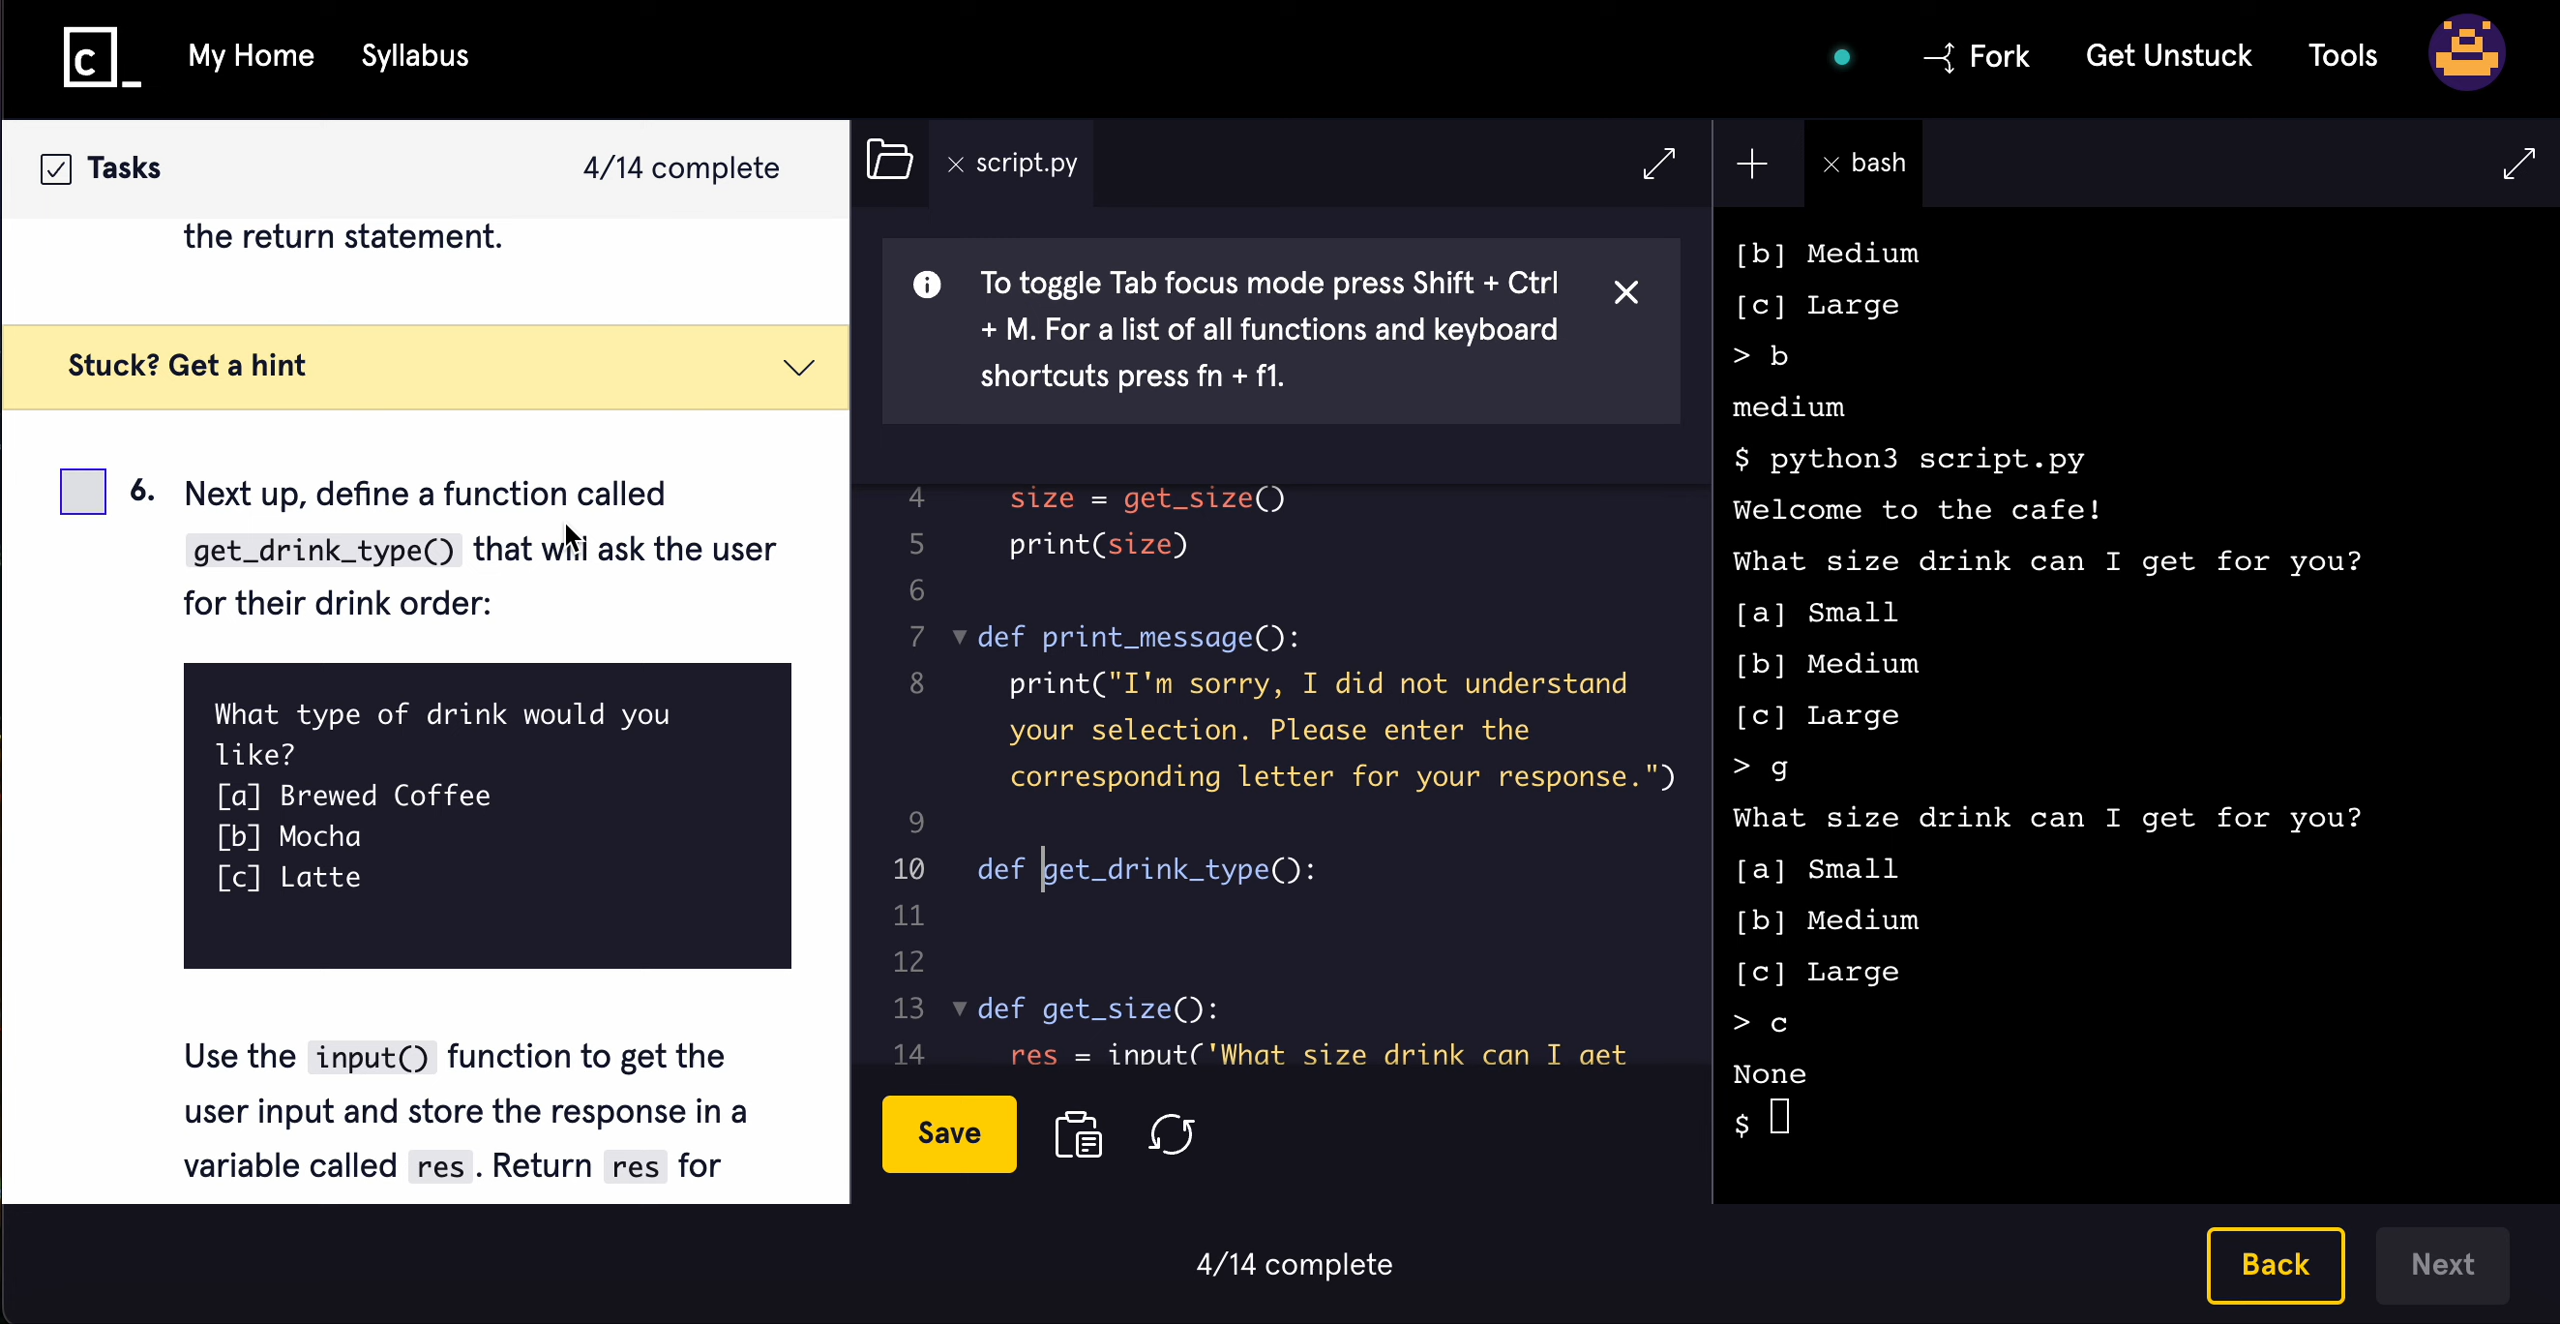 C_
My Home
Syllabus
Fork
Get Unstuck
Tools
Tasks
4/14 complete
the return statement.
Stuck? Get a hint
6. Next up, define a function called
get_drink_type() that will ask the user
for their drink order:
What type of drink would you
like?
[a] Brewed Coffee
[b] Mocha
[c] Latte
Use the input() function to get the
user input and store the response in a
variable called res. Return res for
script.py
To toggle Tab focus mode press Shift + Ctrl
+ M. For a list of all functions and keyboard
shortcuts press fn + f1.
4 size = get_size()
5 print(size)
6
7 def print_message():
8 print("I'm sorry, I did not understand
your selection. Please enter the
corresponding letter for your response.")
9
10 def get_drink_type():
11
12
13 def get_size():
14 res = input('What size drink can I get
Save
bash
[b] Medium
[c] Large
> b
medium
$ python3 script.py
Welcome to the cafe!
What size drink can I get for you?
[a] Small
[b] Medium
[c] Large
> g
What size drink can I get for you?
[a] Small
[b] Medium
[c] Large
> c
None
$
4/14 complete
Back
Next